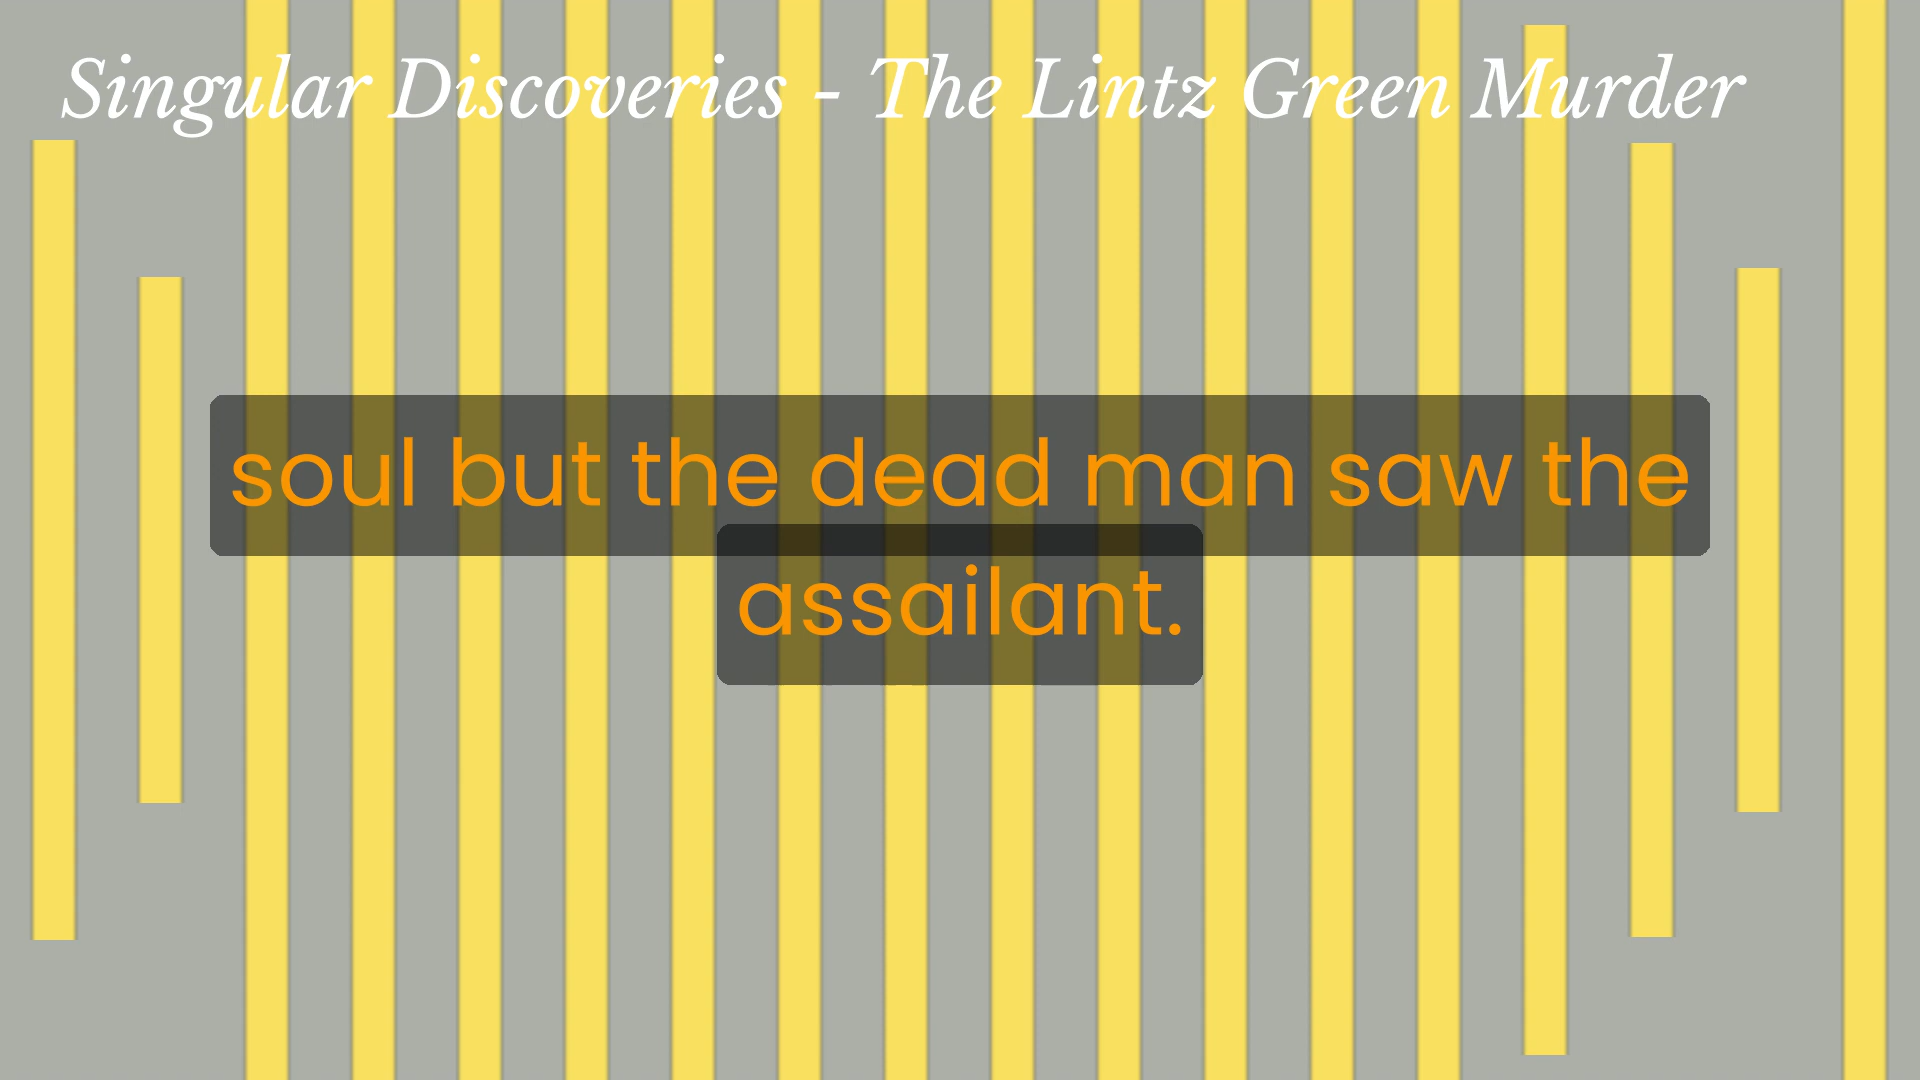 Singular Discoveries - The Lintz Green Murder
soul but the dead man saw the
assailant.